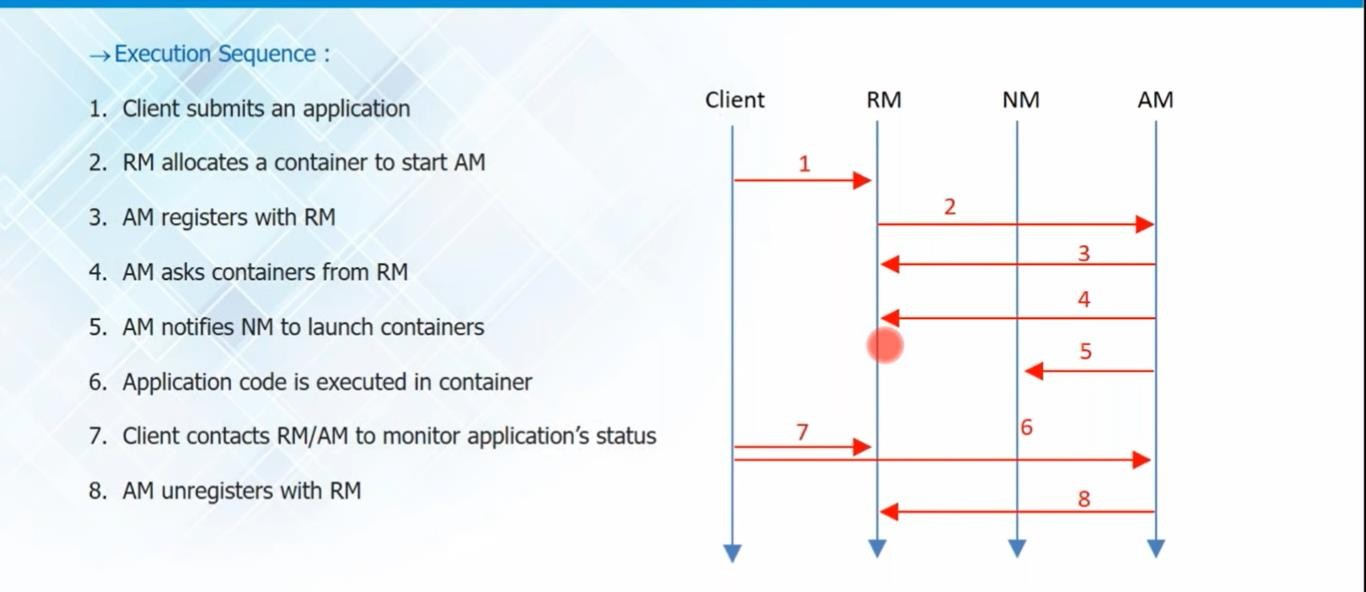 →Execution Sequence :
1. Client submits an application
2. RM allocates a container to start AM
3. AM registers with RM
4. AM asks containers from RM
5. AM notifies NM to launch containers
6. Application code is executed in container
7. Client contacts RM/AM to monitor application's status
8. AM unregisters with RM
Client RM NM AM
1
2
3
4
5
6
7
8